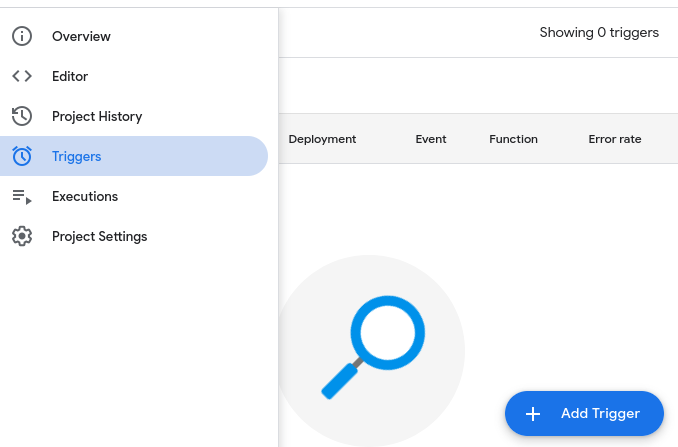 Overview
Editor
Project History
Triggers
Executions
Project Settings
Showing 0 triggers
Deployment Event Function Error rate
Add Trigger